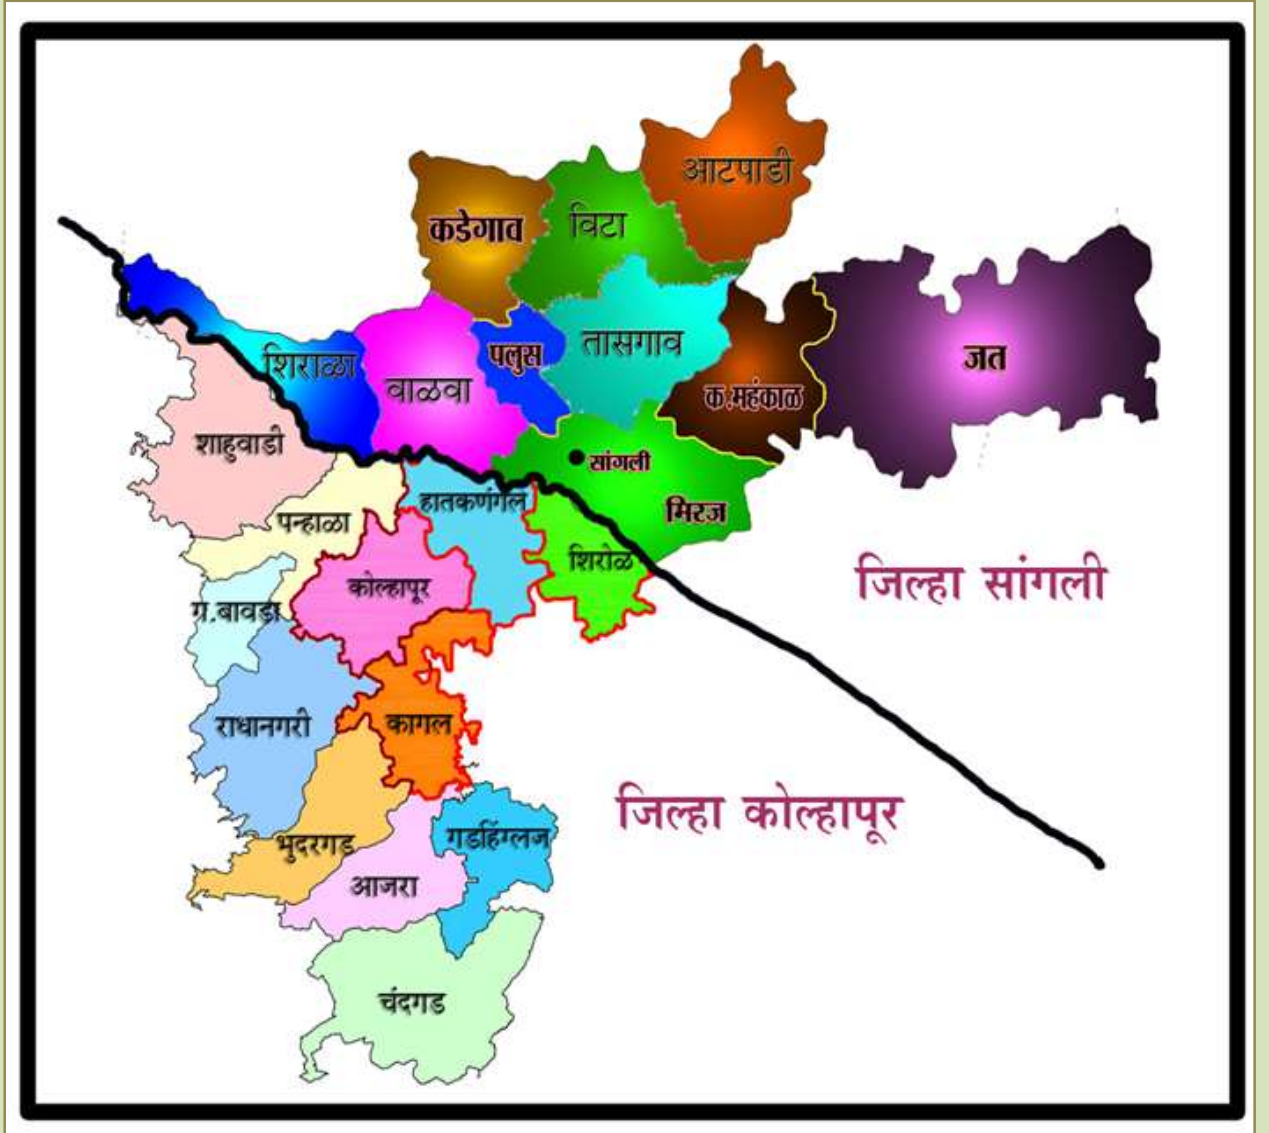 आटपाडी
कडेगाव
विटा
तासगाव
पलुस
शिराळा
वाळवा
क.महंकाळ
जत
शाहुवाडी
सांगली
मिरज
हातकणंगले
पन्हाळा
शिरोळ
कोल्हापूर
ग.बावडा
जिल्हा सांगली
राधानगरी
कागल
जिल्हा कोल्हापूर
भुदरगड
गडहिंग्लज
आजरा
चंदगड